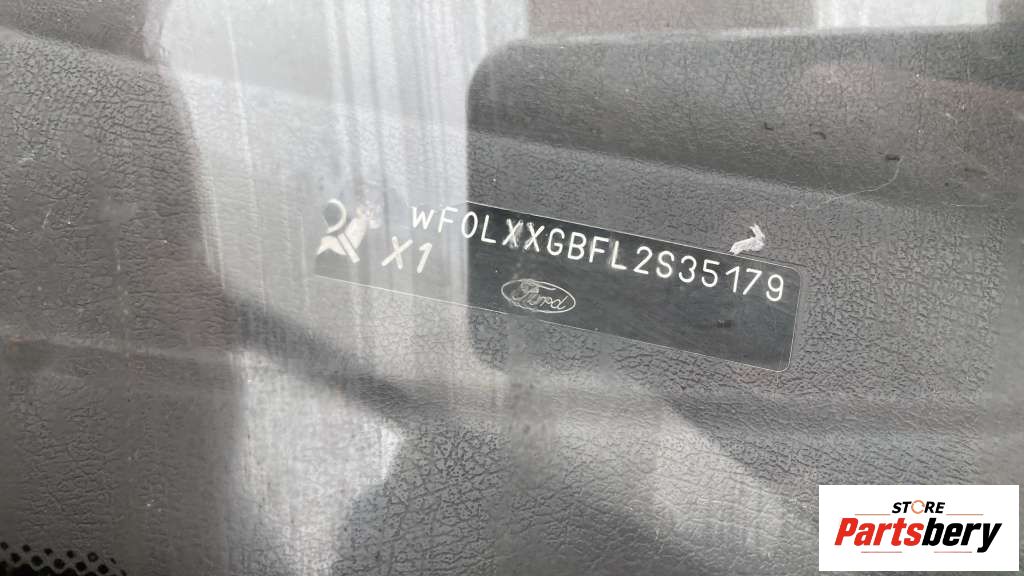 WF0LXXGBFL2S35179
X1
Ford
STORE
Partsbery